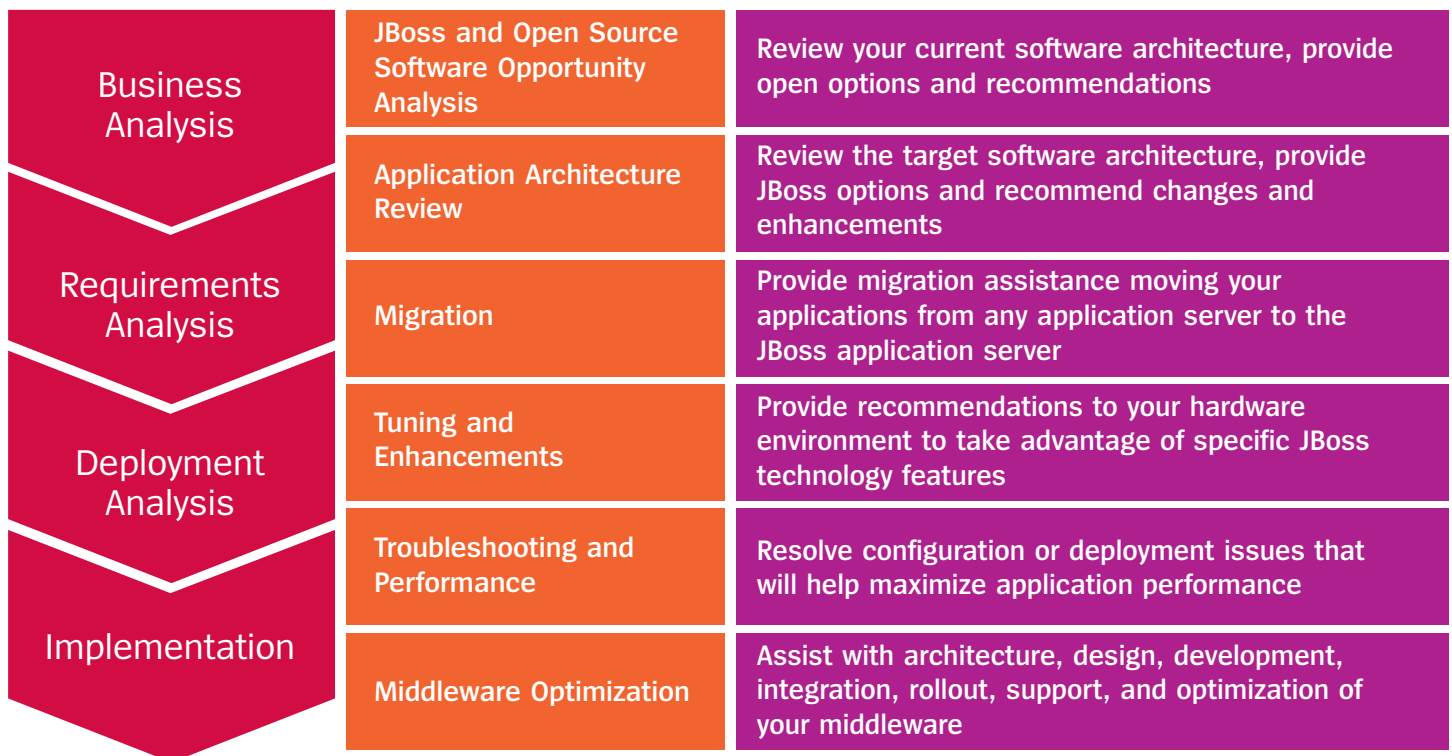 Business
Analysis
Requirements
Analysis
Deployment
Analysis
Implementation
JBoss and Open Source
Software Opportunity
Analysis
Review your current software architecture, provide
open options and recommendations
Application Architecture
Review
Review the target software architecture, provide
JBoss options and recommend changes and
enhancements
Migration
Provide migration assistance moving your
applications from any application server to the
JBoss application server
Tuning and
Enhancements
Provide recommendations to your hardware
environment to take advantage of specific JBoss
technology features
Troubleshooting and
Performance
Resolve configuration or deployment issues that
will help maximize application performance
Middleware Optimization
Assist with architecture, design, development,
integration, rollout, support, and optimization of
your middleware